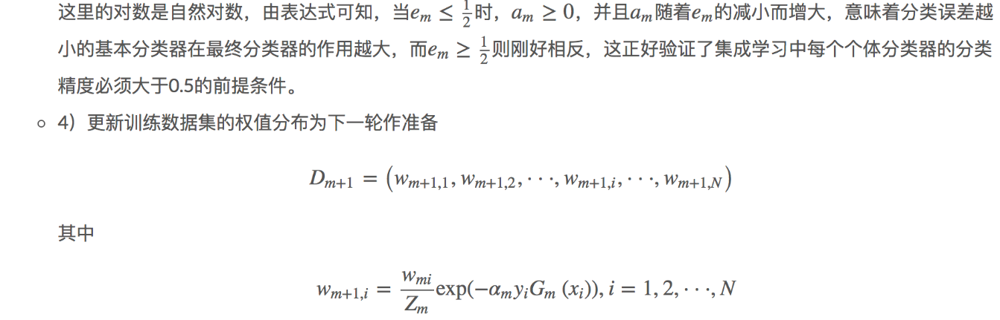 这里的对数是自然对数，由表达式可知，当$e_m \leq \frac{1}{2}$时，$a_m \geq 0$，并且$a_m$随着$e_m$的减小而增大，意味着分类误差越
小的基本分类器在最终分类器的作用越大，而$e_m \geq \frac{1}{2}$则刚好相反，这正好验证了集成学习中每个个体分类器的分类
精度必须大于0.5的前提条件。
○ 4）更新训练数据集的权值分布为下一轮作准备
$D_{m+1} = (w_{m+1,1}, w_{m+1,2}, \cdots, w_{m+1,i}, \cdots, w_{m+1,N})$
其中
$w_{m+1,i} = \frac{w_{mi}}{Z_m} \exp(-\alpha_m y_i G_m(x_i)), i = 1, 2, \cdots, N$